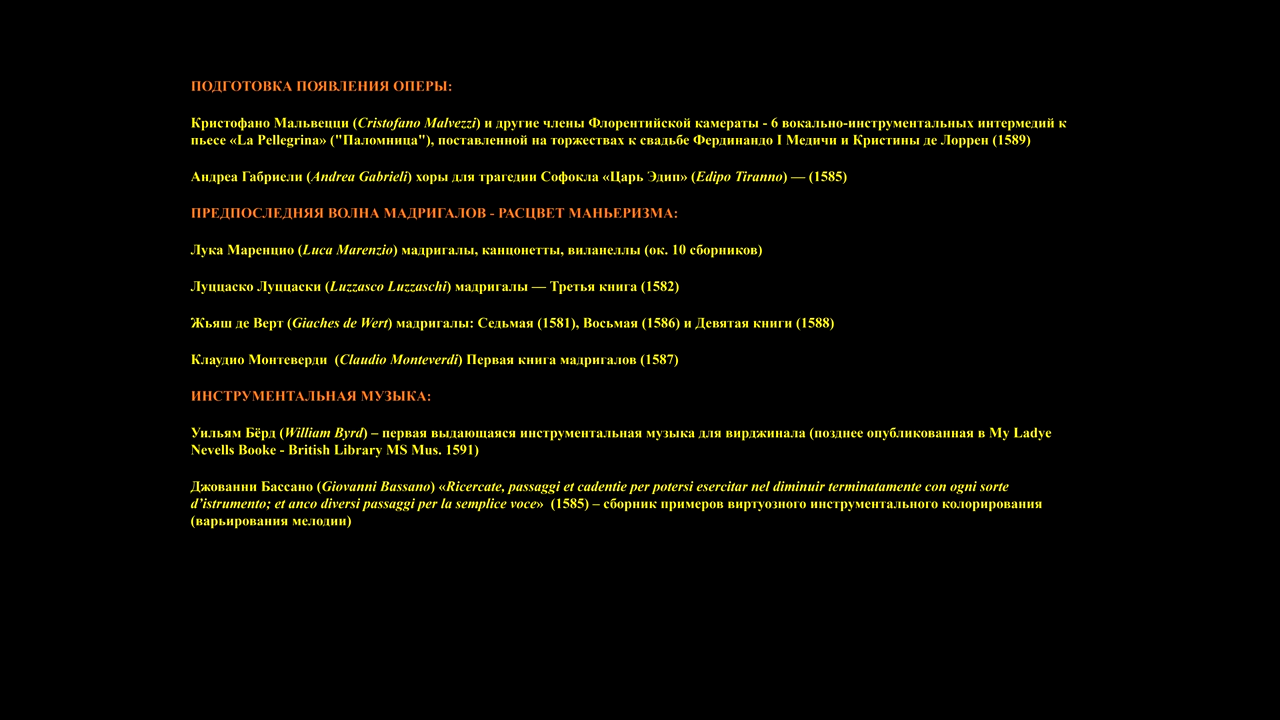 ПОДГОТОВКА ПОЯВЛЕНИЯ ОПЕРЫ:
Кристофано Мальвецци (Cristofano Malvezzi) и другие члены Флорентийской камераты - 6 вокально-инструментальных интермедий к
пьесе «La Pellegrina» ("Паломница"), поставленной на торжествах к свадьбе Фердинандо I Медичи и Кристины де Лоррен (1589)
Андреа Габриели (Andrea Gabrieli) хоры для трагедии Софокла «Царь Эдип» (Edipo Tiranno) — (1585)
ПРЕДПОСЛЕДНЯЯ ВОЛНА МАДРИГАЛОВ - РАСЦВЕТ МАНЬЕРИЗМА:
Лука Маренцио (Luca Marenzio) мадригалы, канцонетты, виланеллы (ок. 10 сборников)
Луццаско Луццаски (Luzzasco Luzzaschi) мадригалы — Третья книга (1582)
Жьяш де Верт (Giaches de Wert) мадригалы: Седьмая (1581), Восьмая (1586) и Девятая книги (1588)
Клаудио Монтеверди  (Claudio Monteverdi) Первая книга мадригалов (1587)
ИНСТРУМЕНТАЛЬНАЯ МУЗЫКА:
Уильям Бёрд (William Byrd) – первая выдающаяся инструментальная музыка для вирджинала (позднее опубликованная в My Ladye
Nevells Booke - British Library MS Mus. 1591)
Джованни Бассано (Giovanni Bassano) «Ricercate, passaggi et cadentie per potersi esercitar nel diminuir terminatamente con ogni sorte
d’istrumento; et anco diversi passaggi per la semplice voce»  (1585) – сборник примеров виртуозного инструментального колорирования
(варьирования мелодии)